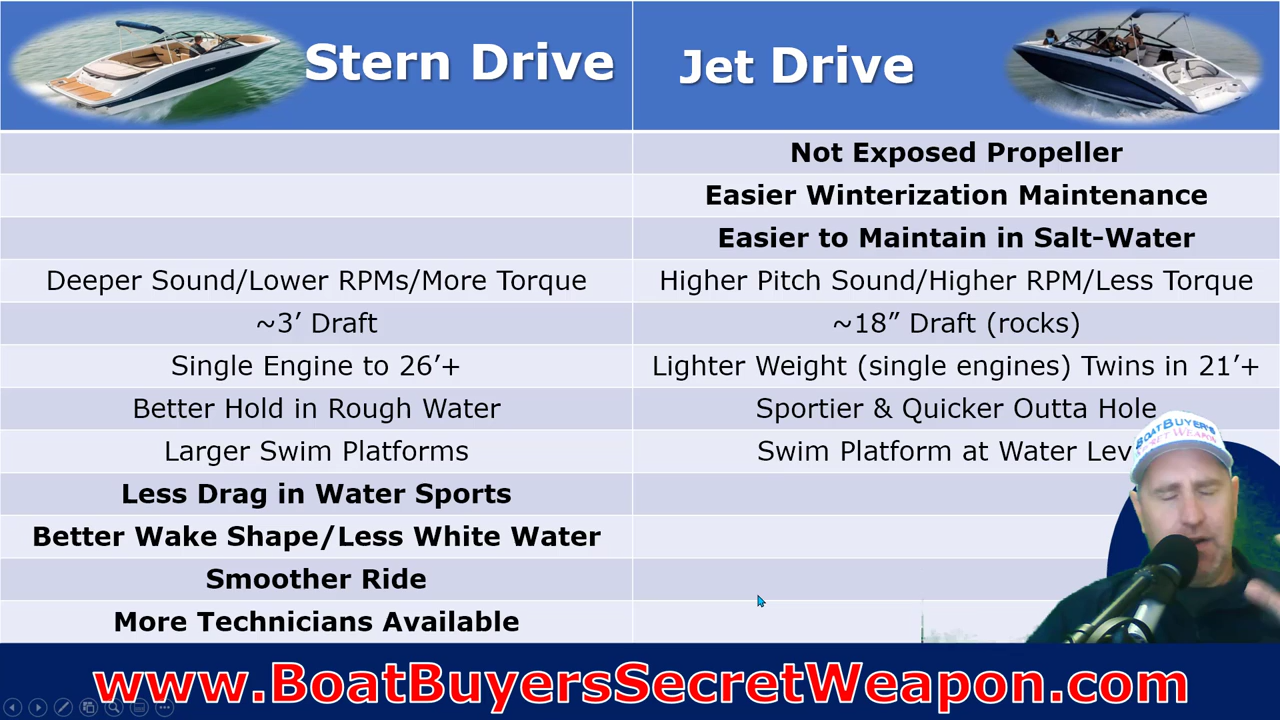 Stern Drive
Jet Drive
Not Exposed Propeller
Easier Winterization Maintenance
Easier to Maintain in Salt-Water
Deeper Sound/Lower RPMs/More Torque
Higher Pitch Sound/Higher RPM/Less Torque
~3’ Draft
~18” Draft (rocks)
Single Engine to 26’+
Lighter Weight (single engines) Twins in 21’+
Better Hold in Rough Water
Sportier & Quicker Outta Hole
Larger Swim Platforms
Swim Platform at Water Lev
Less Drag in Water Sports
Better Wake Shape/Less White Water
Smoother Ride
More Technicians Available
BOATBUYER'S
SECRET WEAPON
www.BoatBuyersSecretWeapon.com